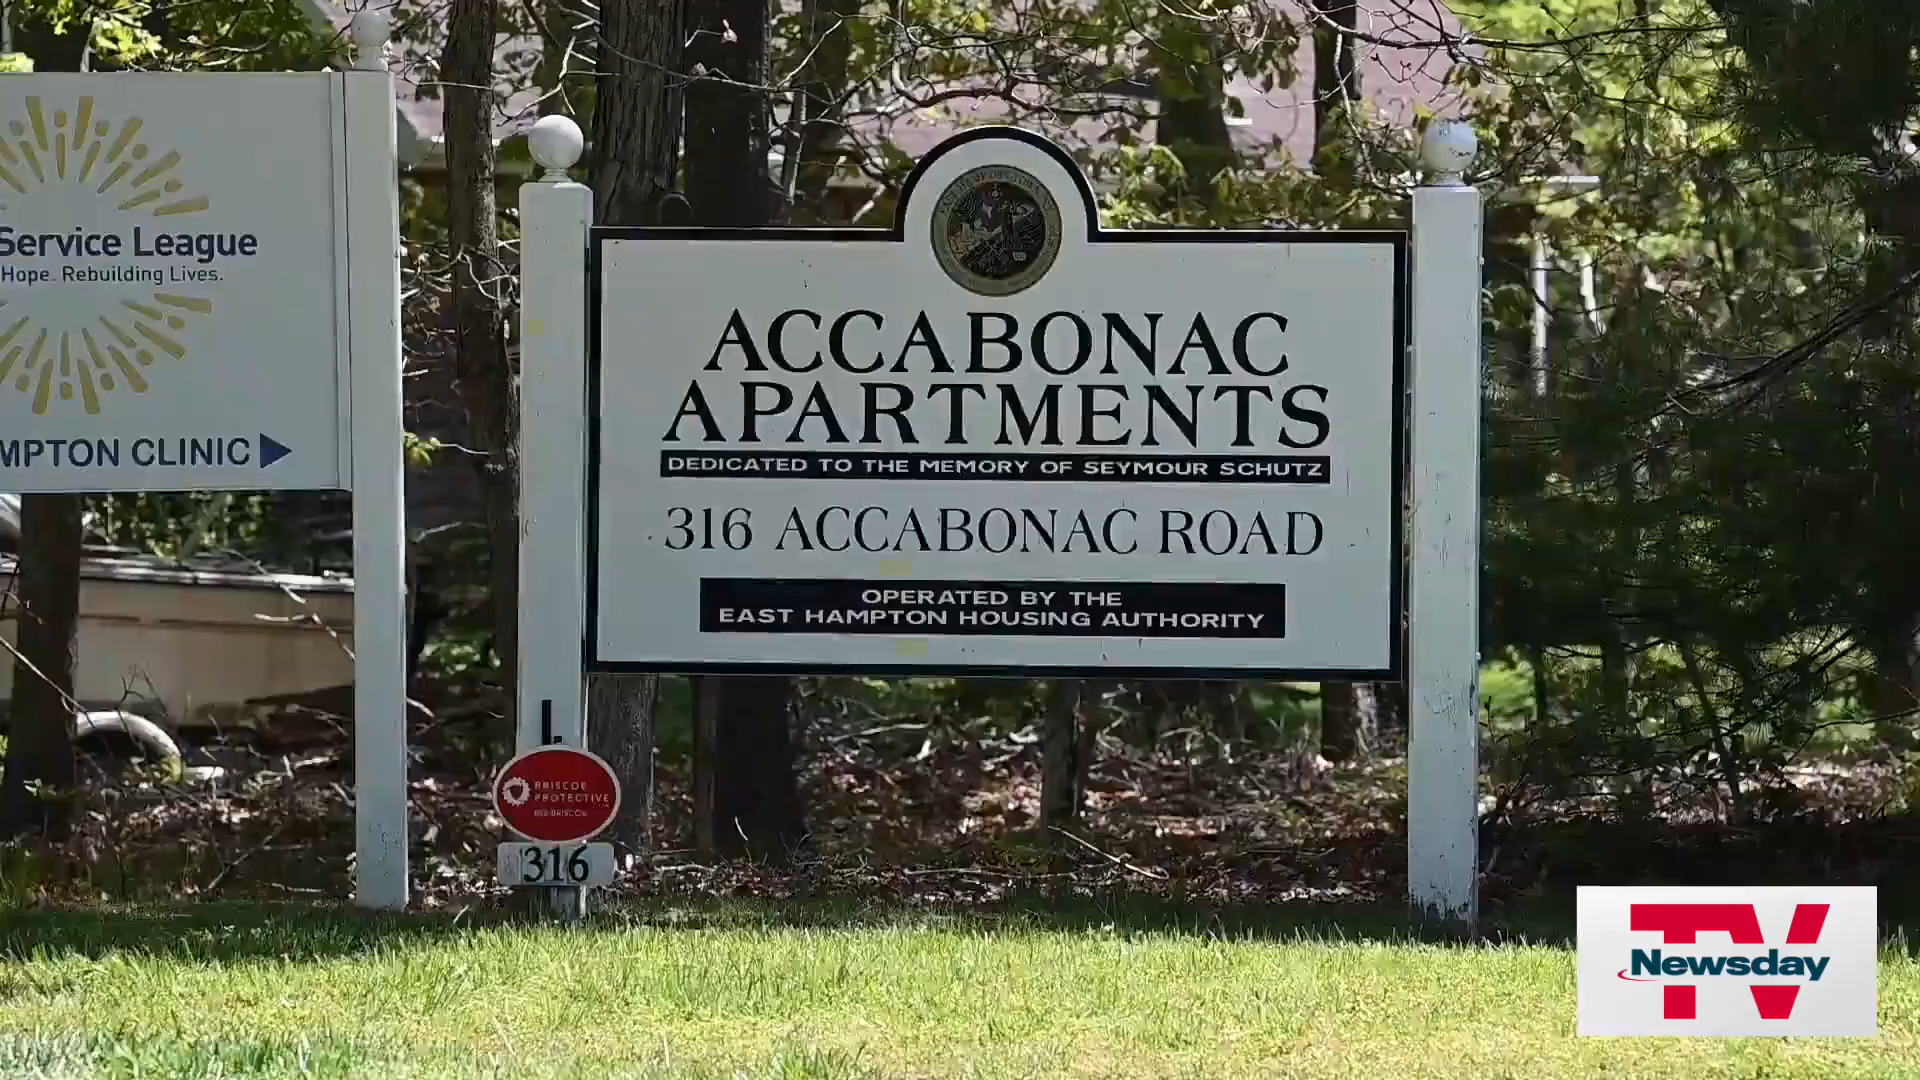 Service League
Hope. Rebuilding Lives.
MPTON CLINIC
ACCABONAC
APARTMENTS
DEDICATED TO THE MEMORY OF SEYMOUR SCHUTZ
316 ACCABONAC ROAD
OPERATED BY THE
EAST HAMPTON HOUSING AUTHORITY
BRISCOE
PROTECTIVE
316
TV
Newsday